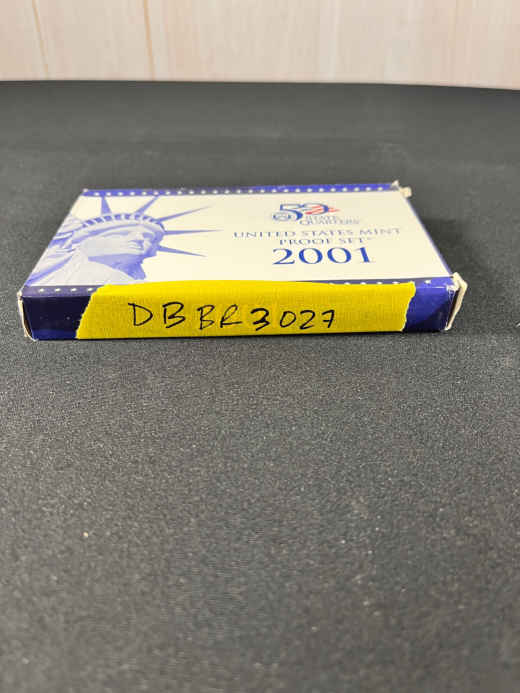 50
STATE
QUARTERS
UNITED STATES MINT
PROOF SET
2001
DBBR3027